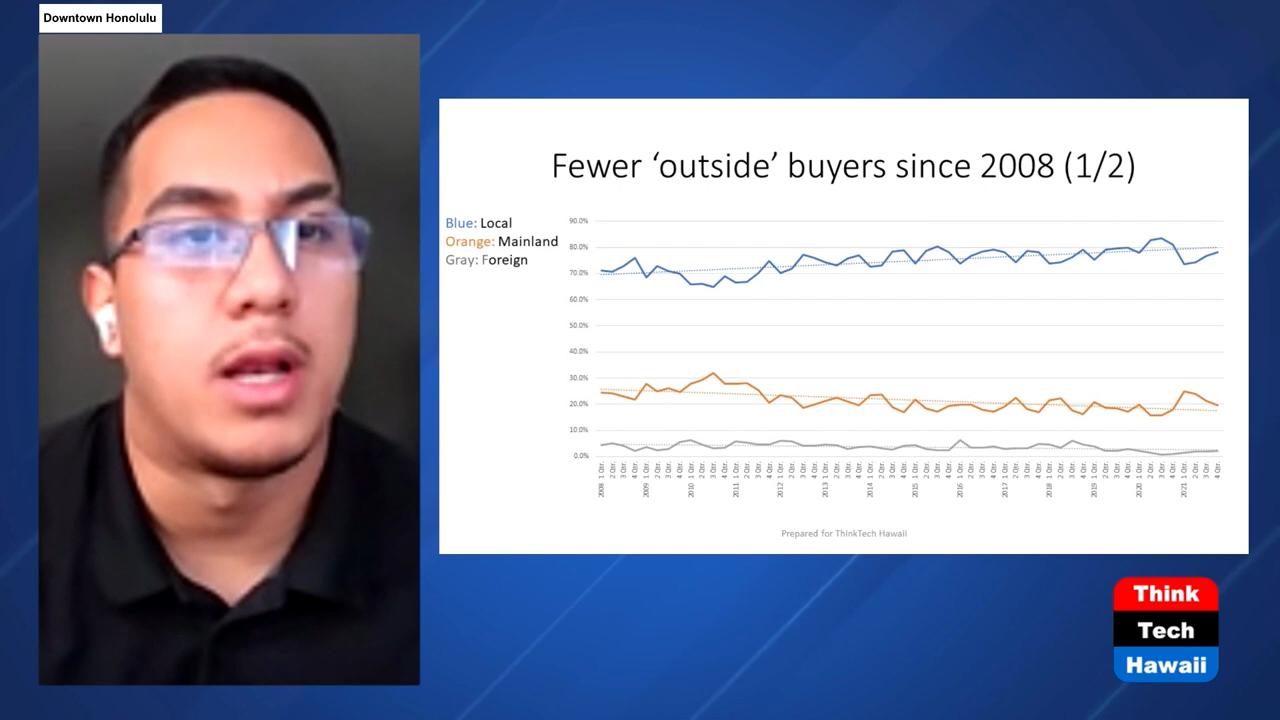 Downtown Honolulu
Fewer ‘outside’ buyers since 2008 (1/2)
Blue: Local
Orange: Mainland
Gray: Foreign
90.0%
80.0%
70.0%
60.0%
50.0%
40.0%
30.0%
20.0%
10.0%
0.0%
Prepared for ThinkTech Hawaii
Think
Tech
Hawaii